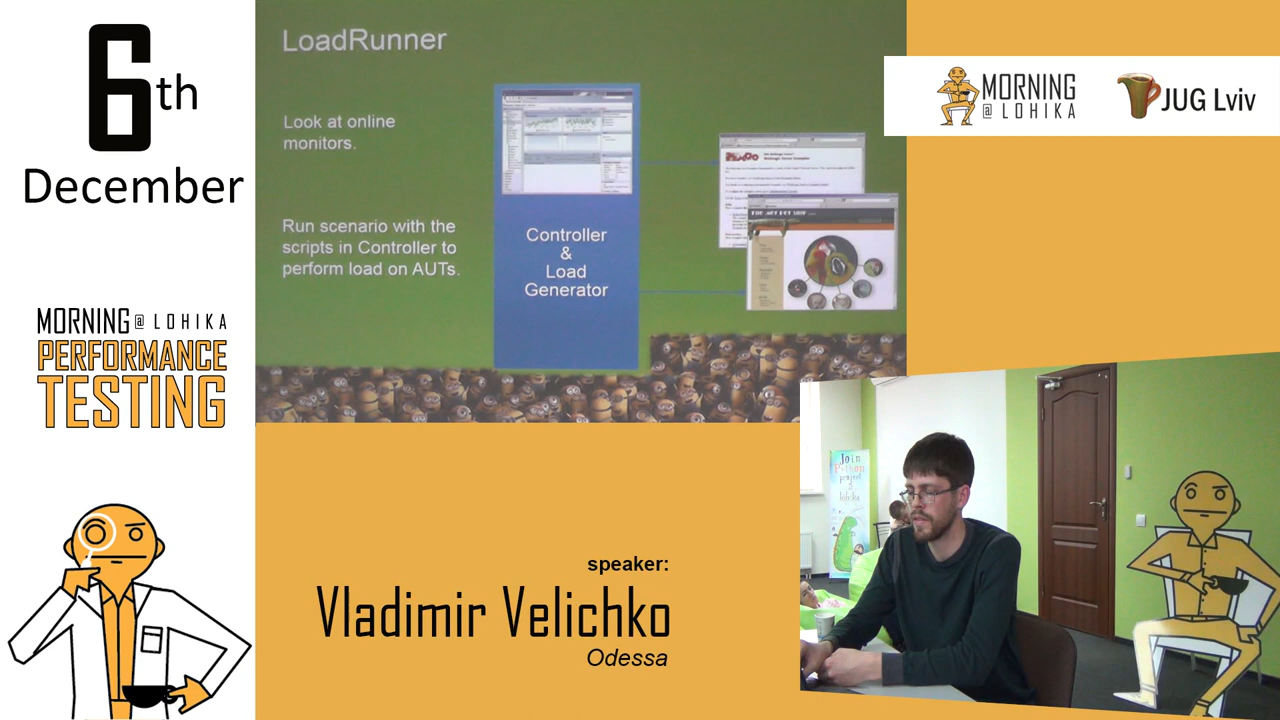 6th
December
MORNING @ LOHIKA
PERFORMANCE
TESTING
LoadRunner
Look at online
monitors.
Run scenario with the
scripts in Controller to
perform load on AUTs.
Controller
&
Load
Generator
MORNING
@ LOHIKA
JUG Lviv
speaker:
Vladimir Velichko
Odessa
Join
Python
project
@
lohika